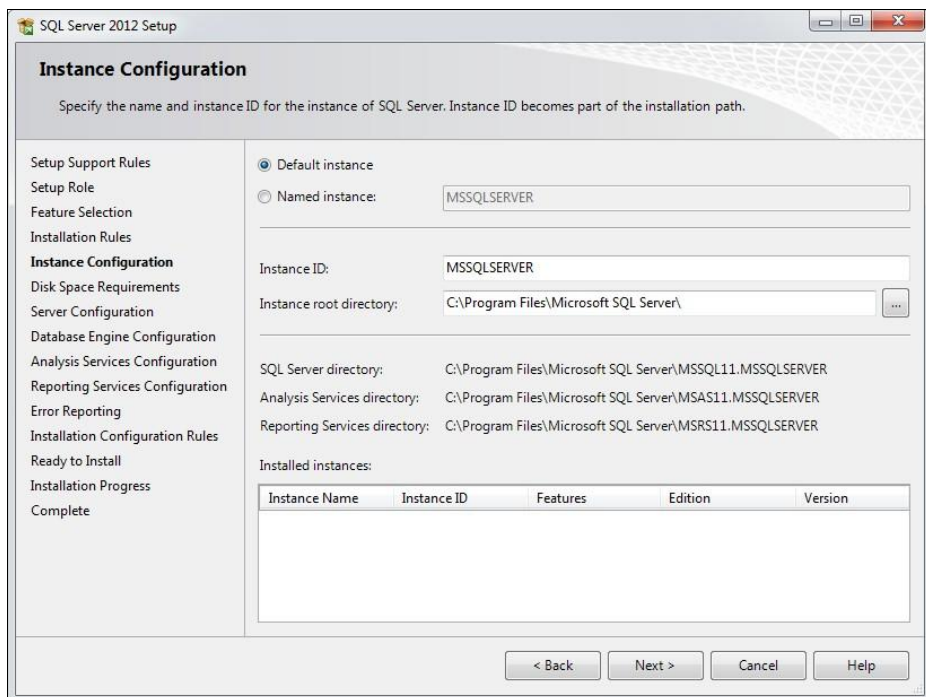 SQL Server 2012 Setup
Instance Configuration
Specify the name and instance ID for the instance of SQL Server. Instance ID becomes part of the installation path.
Setup Support Rules
Setup Role
Feature Selection
Installation Rules
Instance Configuration
Disk Space Requirements
Server Configuration
Database Engine Configuration
Analysis Services Configuration
Reporting Services Configuration
Error Reporting
Installation Configuration Rules
Ready to Install
Installation Progress
Complete
Default instance
Named instance: MSSQLSERVER
Instance ID: MSSQLSERVER
Instance root directory: C:\Program Files\Microsoft SQL Server\ ...
SQL Server directory: C:\Program Files\Microsoft SQL Server\MSSQL11.MSSQLSERVER
Analysis Services directory: C:\Program Files\Microsoft SQL Server\MSAS11.MSSQLSERVER
Reporting Services directory: C:\Program Files\Microsoft SQL Server\MSRS11.MSSQLSERVER
Installed instances:
Instance Name Instance ID Features Edition Version
< Back Next > Cancel Help